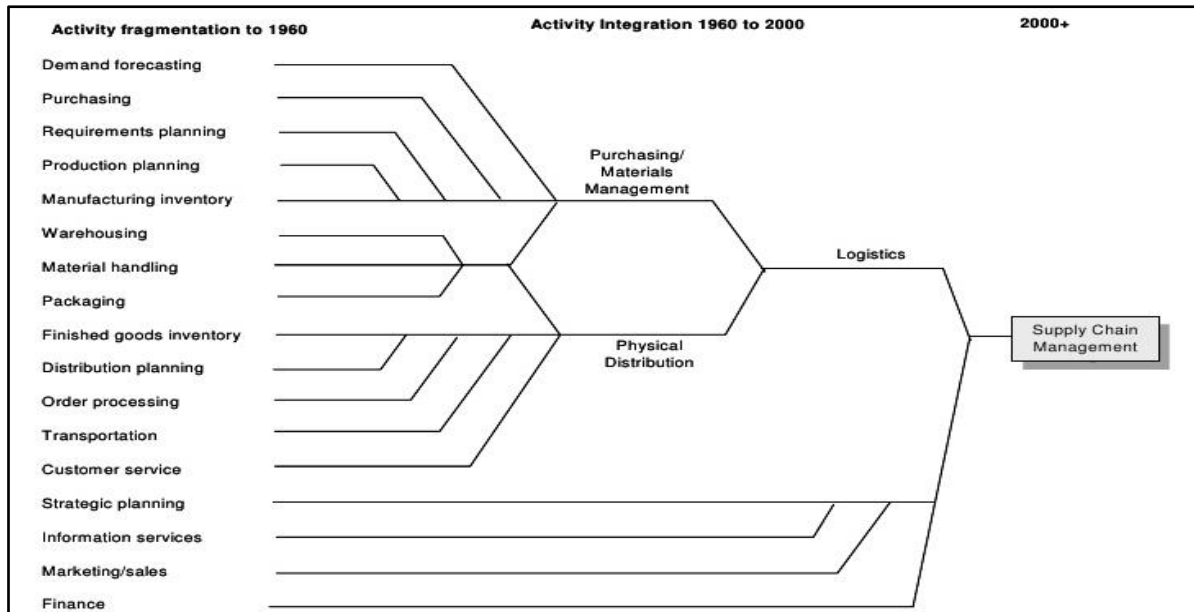 Activity fragmentation to 1960
Activity Integration 1960 to 2000
2000+
Demand forecasting
Purchasing
Requirements planning
Production planning
Manufacturing inventory
Warehousing
Material handling
Packaging
Finished goods inventory
Distribution planning
Order processing
Transportation
Customer service
Strategic planning
Information services
Marketing/sales
Finance
Purchasing/
Materials
Management
Physical
Distribution
Logistics
Supply Chain
Management